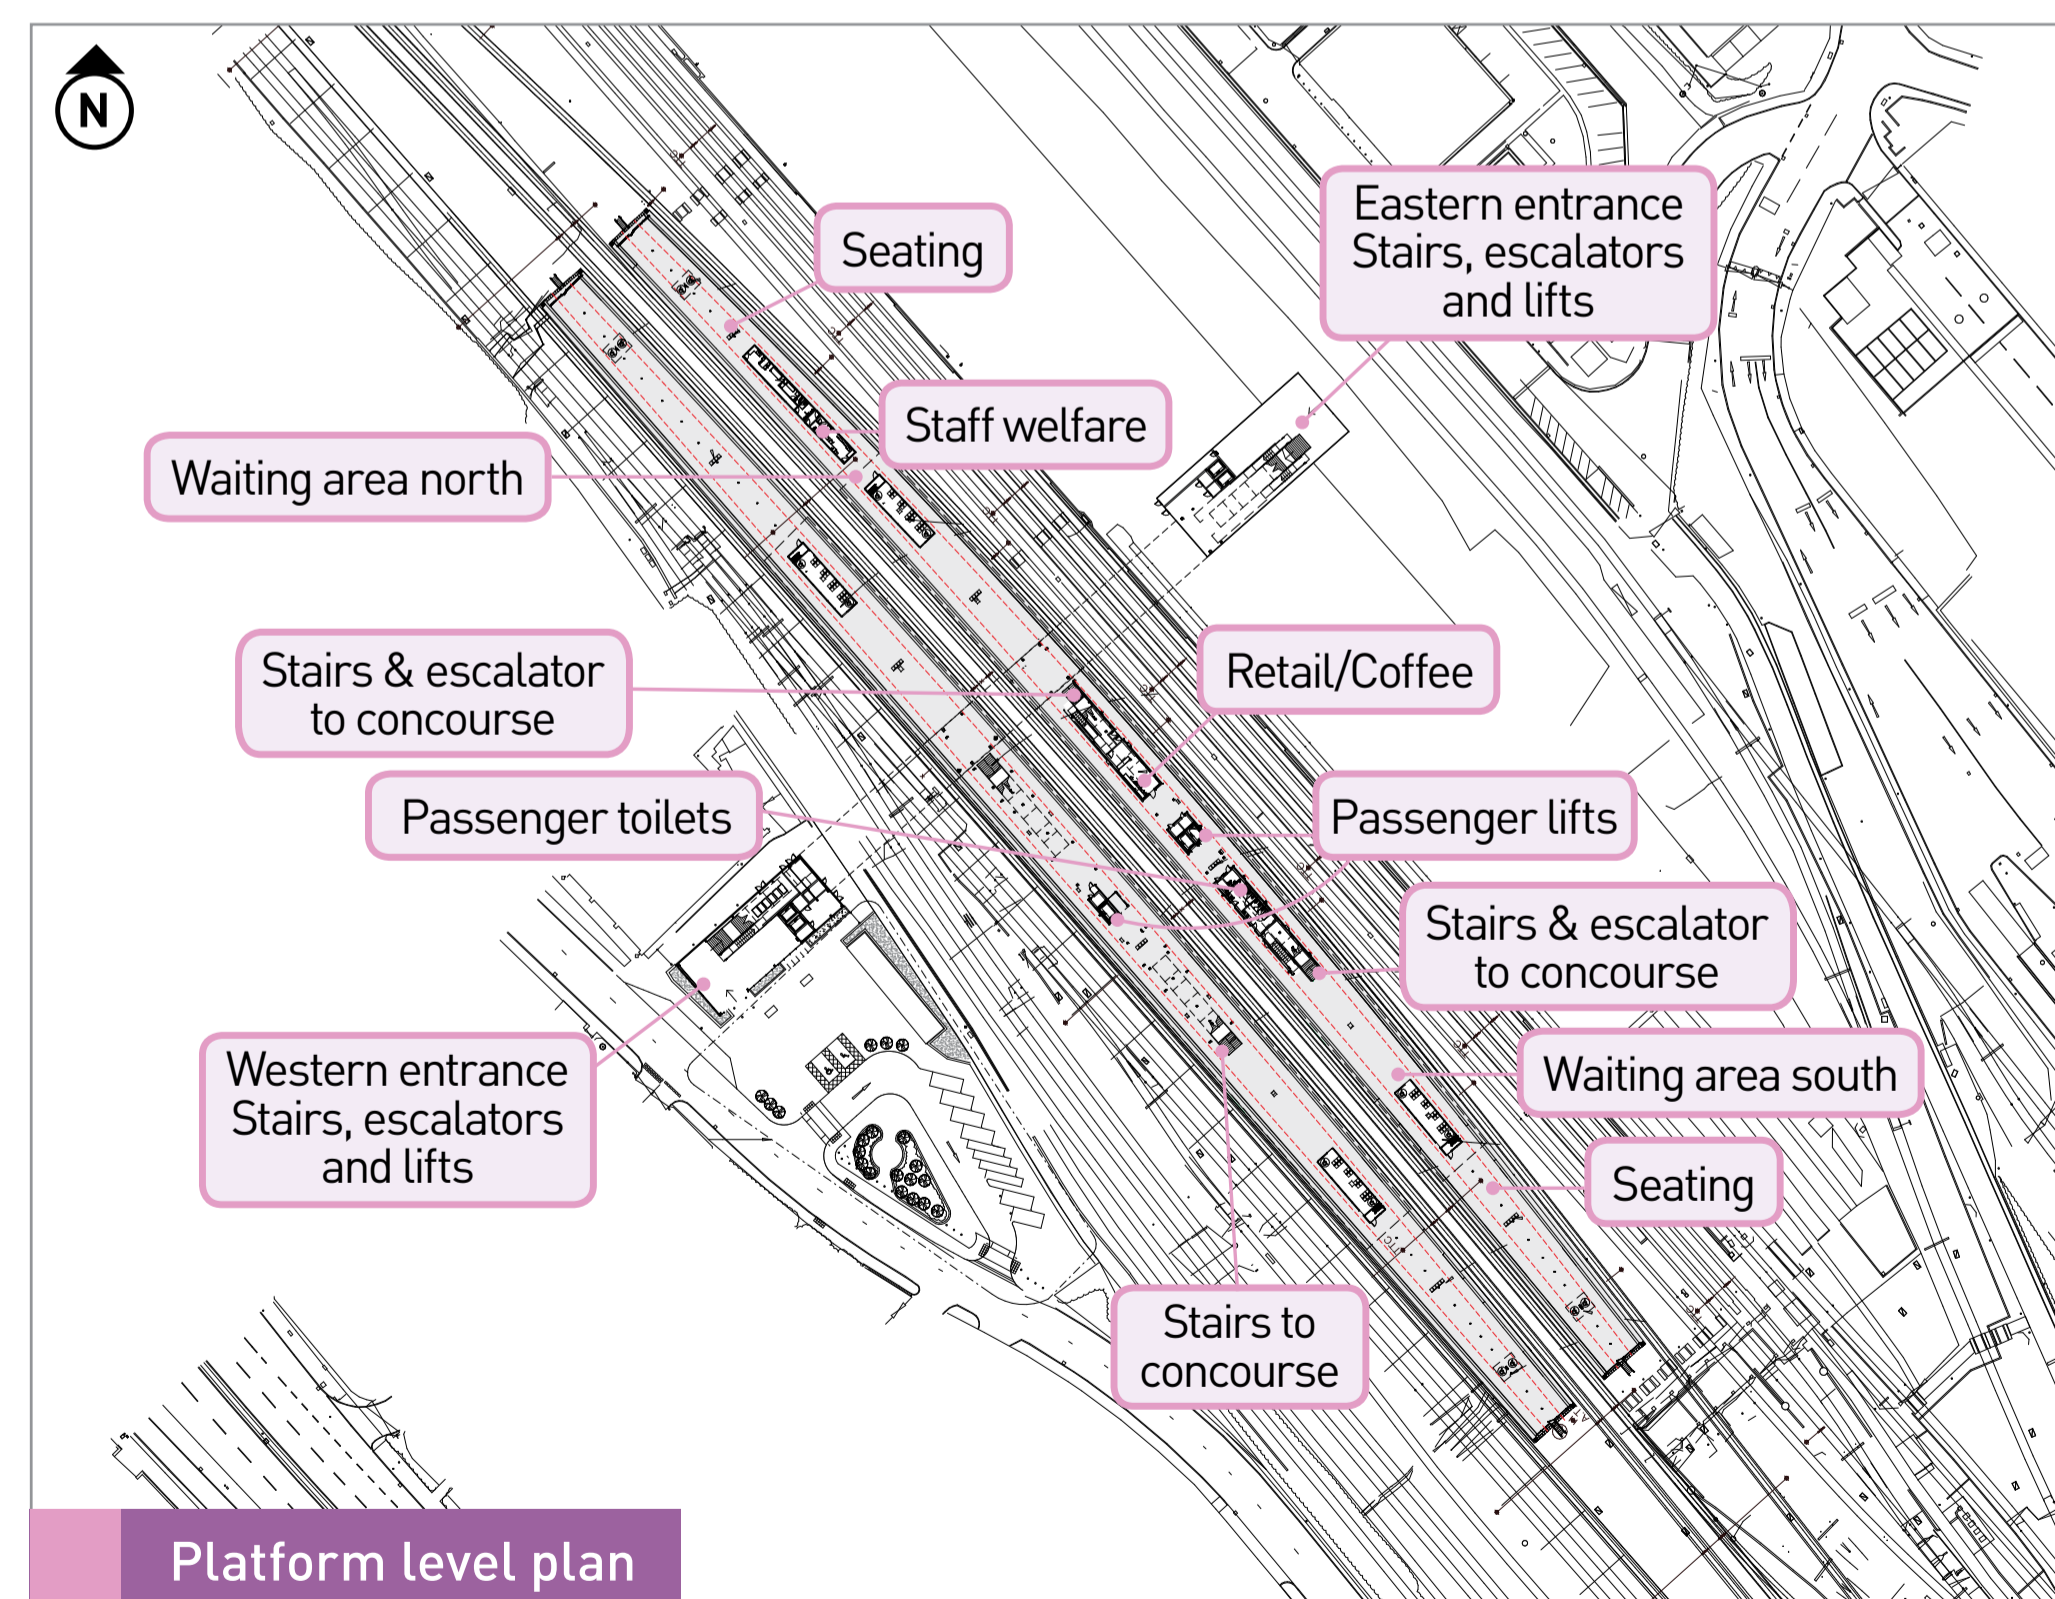 N
Seating
Eastern entrance
Stairs, escalators
and lifts
Staff welfare
Waiting area north
Stairs & escalator
to concourse
Retail/Coffee
Passenger toilets
Passenger lifts
Stairs & escalator
to concourse
Western entrance
Stairs, escalators
and lifts
Waiting area south
Seating
Stairs to
concourse
Platform level plan